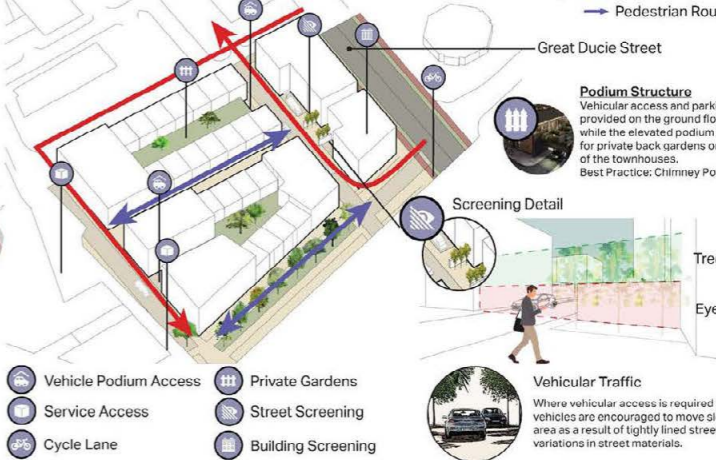 Pedestrian Rou
Great Ducie Street
Podium Structure
Vehicular access and park
provided on the ground flo
while the elevated podium
for private back gardens or
of the townhouses.
Best Practice: Chimney Po
Screening Detail
Tree
Eye
Vehicle Podium Access
Private Gardens
Service Access
Street Screening
Cycle Lane
Building Screening
Vehicular Traffic
Where vehicular access is required
vehicles are encouraged to move sl
area as a result of tightly lined stree
variations in street materials.